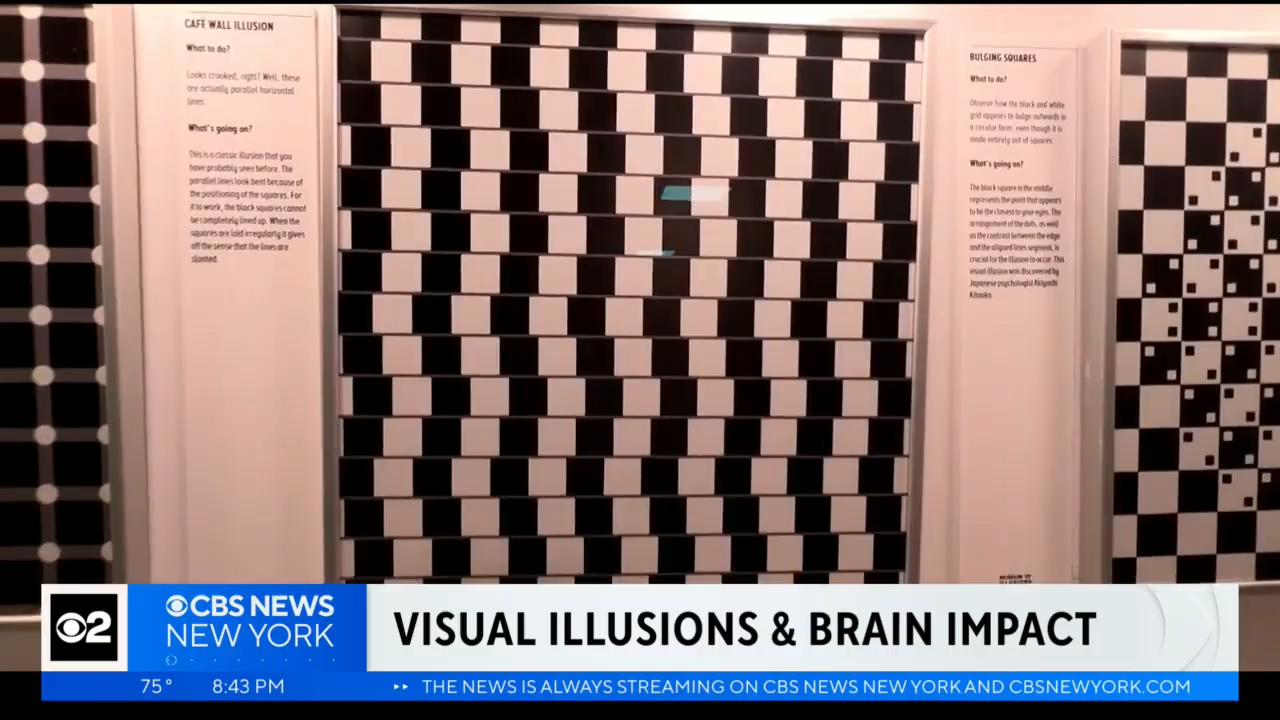 CAFE WALL ILLUSION
What to do?
Looks crooked, right? Well, these
are actually parallel horizontal
lines.
What's going on?
This is a classic illusion that you
have probably seen before. The
parallel lines look bent because of
the positioning of the squares. For
it to work, the black squares cannot
be completely lined up. When the
squares are laid irregularly it gives
off the sense that the lines are
slanted.
BULGING SQUARES
What to do?
Observe how the black and white
grid appears to bulge outwards in
a circular form, even though it is
made entirely out of squares.
What's going on?
The black square in the middle
represents the point that appears
to be the closest to your eyes. The
arrangement of the dots, as well
as the contrast between the edge
and the aligned lines segment, is
crucial for the illusion to occur. This
visual illusion was discovered by
Japanese psychologist Akiyoshi
Kitaoka.
MUSEUM OF
ILLUSIONS
2
CBS NEWS
NEW YORK
VISUAL ILLUSIONS & BRAIN IMPACT
75° 8:43 PM
THE NEWS IS ALWAYS STREAMING ON CBS NEWS NEW YORK AND CBSNEWYORK.COM